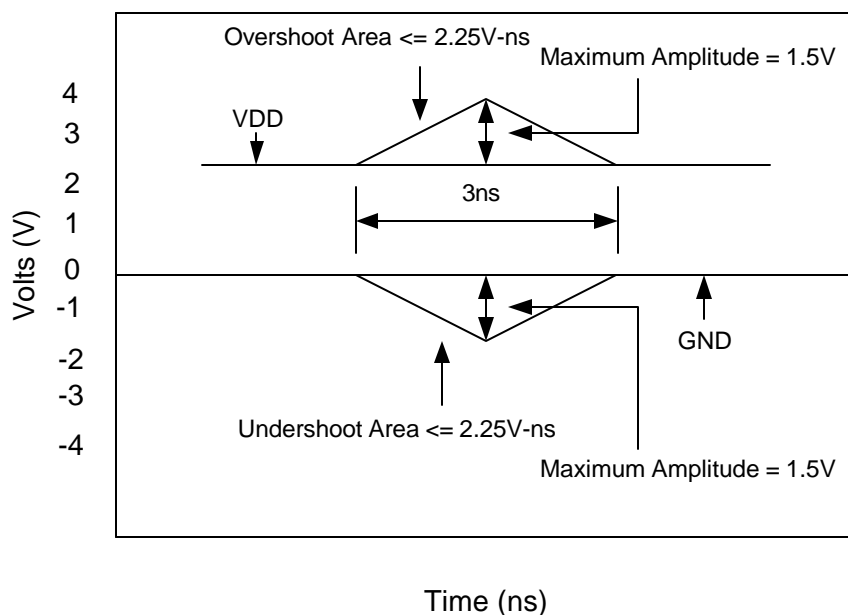 Overshoot Area <= 2.25V-ns
Maximum Amplitude = 1.5V
4
3
VDD
2
3ns
1
Volts (V)
0
-1
GND
-2
-3
Undershoot Area <= 2.25V-ns
-4
Maximum Amplitude = 1.5V
Time (ns)